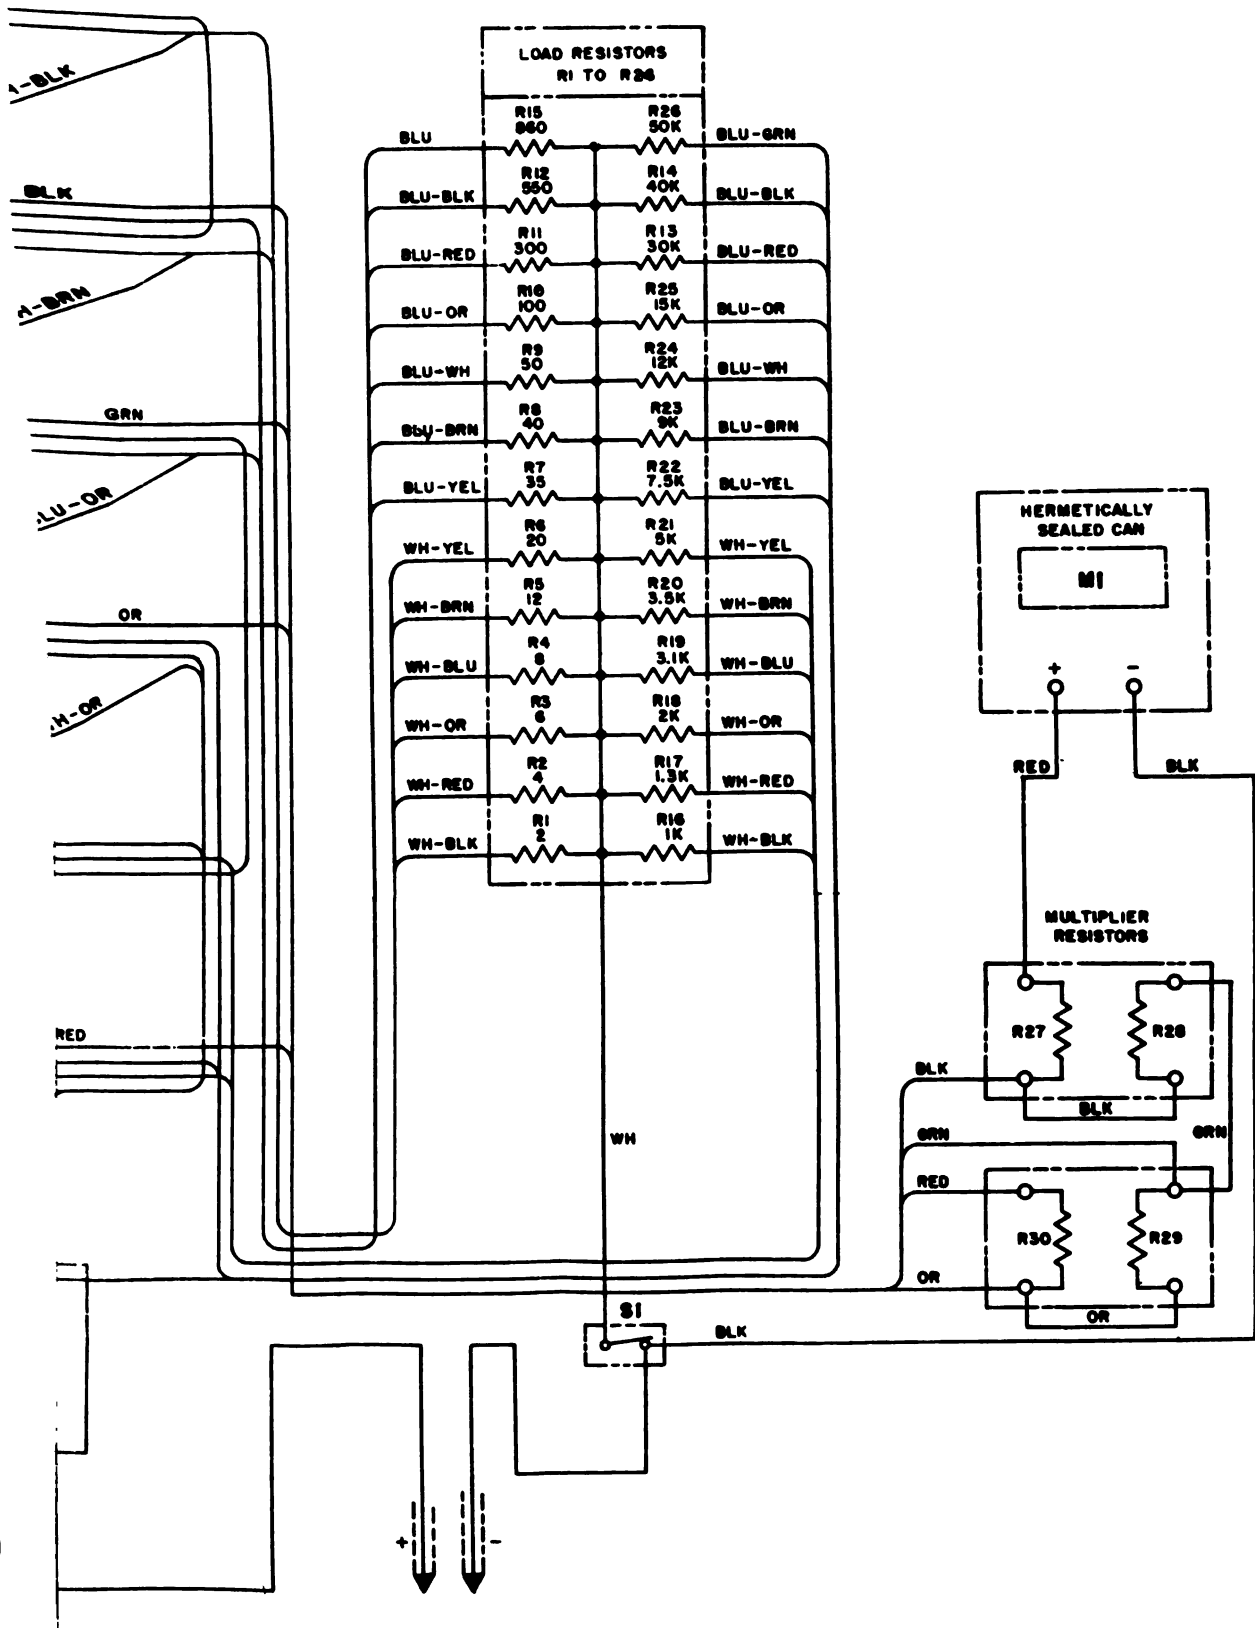 LOAD RESISTORS
R1 TO R26
BLU
R15
860
R26
50K
BLU-GRN
BLU-BLK
R12
550
R14
40K
BLU-BLK
BLU-RED
R11
300
R13
30K
BLU-RED
BLU-OR
R10
100
R25
15K
BLU-OR
BLU-WH
R9
50
R24
12K
BLU-WH
BLU-BRN
R8
40
R23
9K
BLU-BRN
BLU-YEL
R7
35
R22
7.5K
BLU-YEL
WH-YEL
R6
20
R21
5K
WH-YEL
WH-BRN
R5
12
R20
3.5K
WH-BRN
WH-BLU
R4
8
R19
3.1K
WH-BLU
WH-OR
R3
6
R18
2K
WH-OR
WH-RED
R2
4
R17
1.3K
WH-RED
WH-BLK
R1
2
R16
1K
WH-BLK
H-BLK
BLK
H-BRN
GRN
LU-OR
OR
H-OR
RED
WH
HERMETICALLY
SEALED CAN
M1
+
-
RED
BLK
MULTIPLIER
RESISTORS
R27
R28
BLK
BLK
GRN
GRN
RED
R30
R29
OR
OR
S1
BLK
+
-